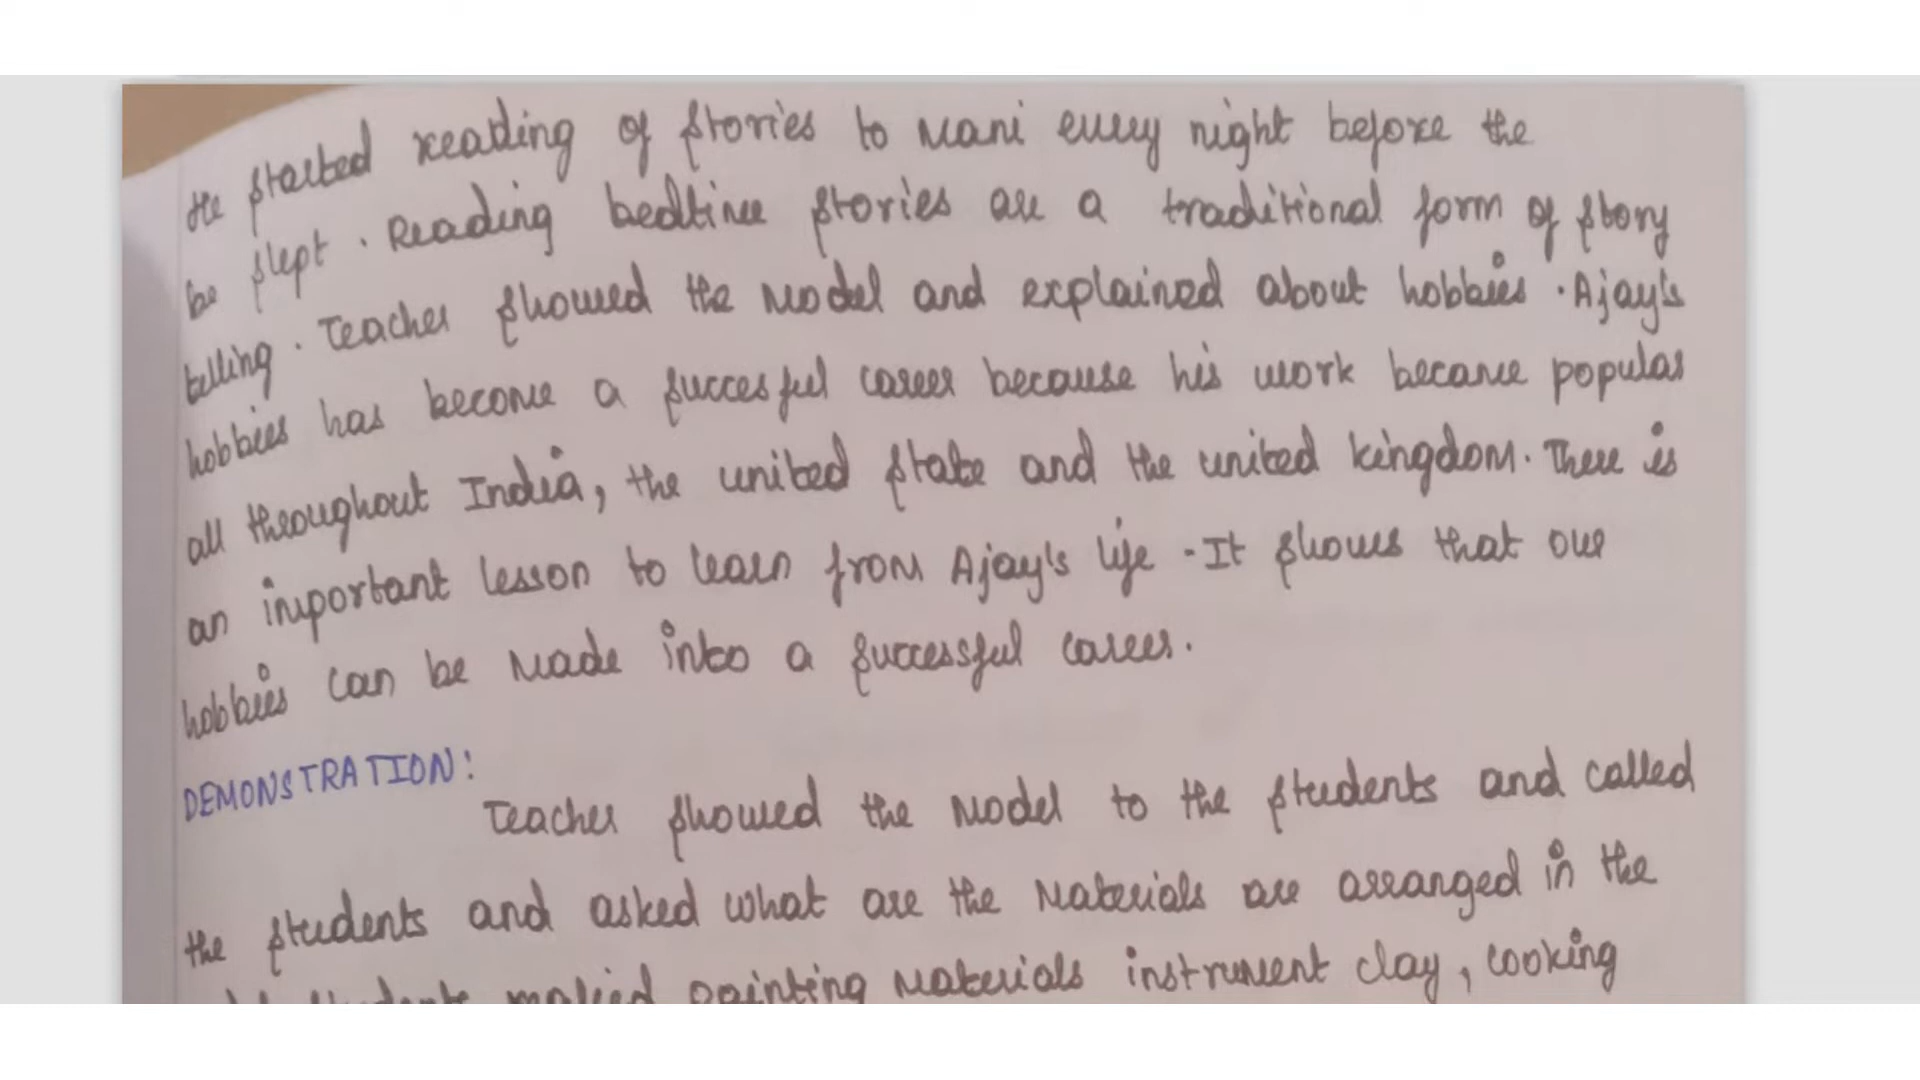 He started reading of stories to Mani every night before the
be slept. Reading bedtime stories are a traditional form of story
telling. Teacher showed the model and explained about hobbies. Ajay's
hobbies has become a succesful career because his work became popular
all throughout India, the united state and the united kingdom. There is
an important lesson to learn from Ajay's life. It shows that our
hobbies can be made into a successful career.
DEMONSTRATION:
Teacher showed the model to the students and called
the students and asked what are the materials are arranged in the
painting materials instrument clay, cooking